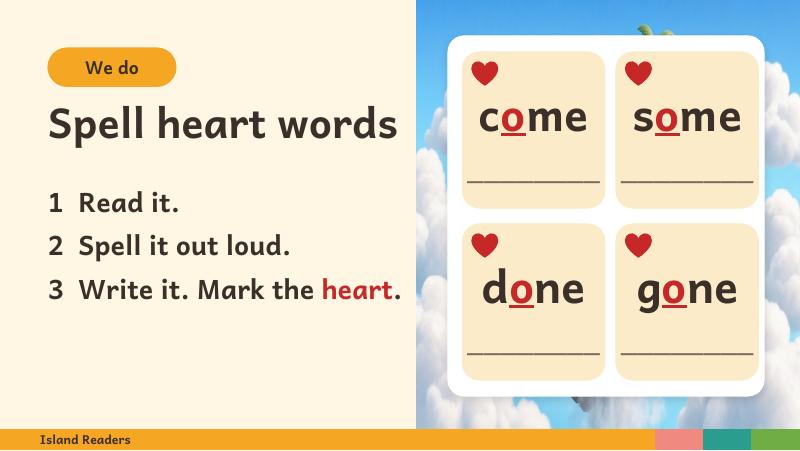 We do
Spell heart words
1 Read it.
2 Spell it out loud.
3 Write it. Mark the heart.
come
some
done
gone
Island Readers